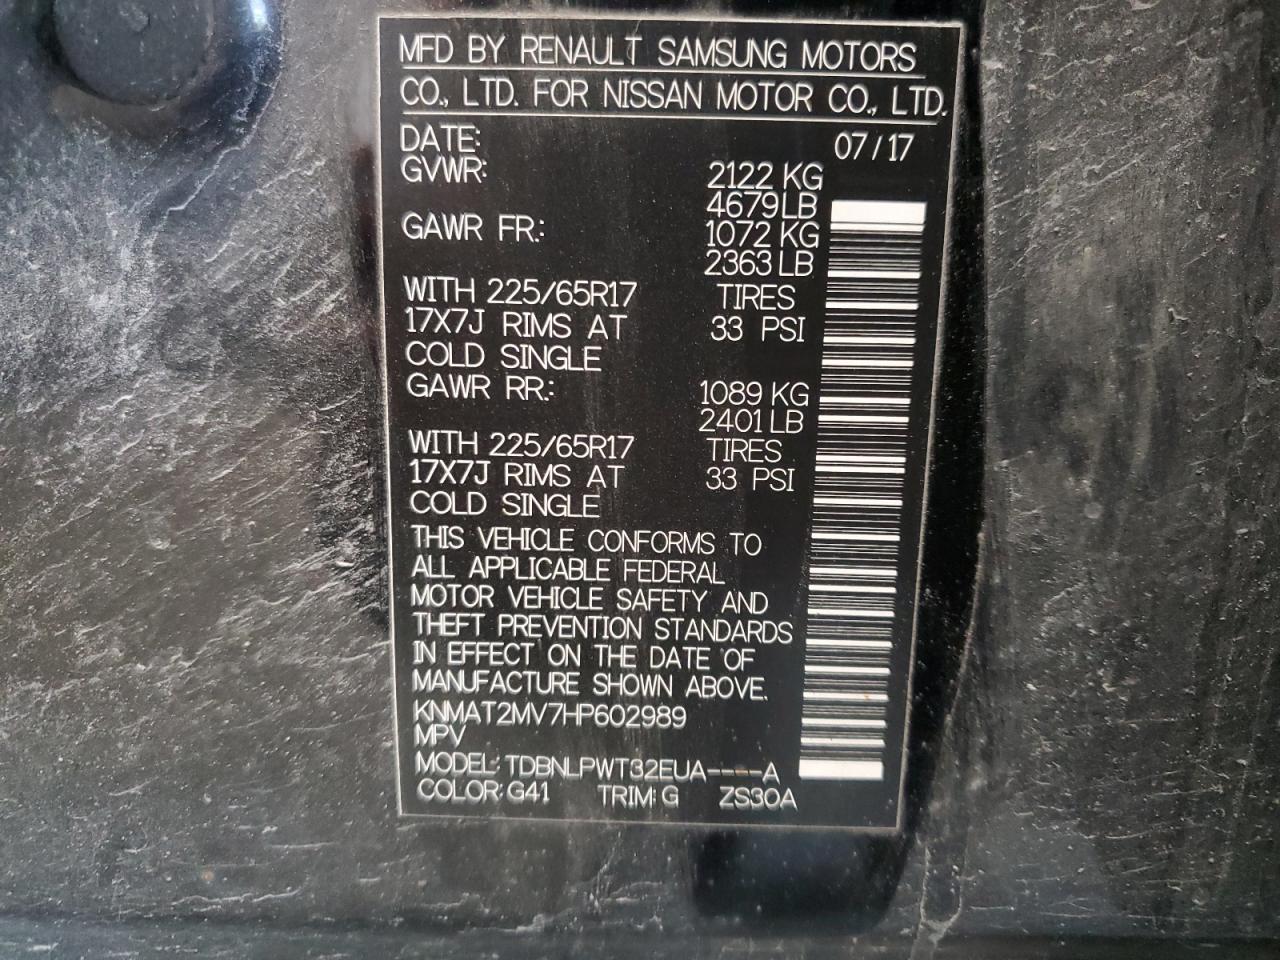 MFD BY RENAULT SAMSUNG MOTORS
CO., LTD. FOR NISSAN MOTOR CO., LTD.
DATE: 07/17
GVWR: 2122 KG
4679 LB
GAWR FR.: 1072 KG
2363 LB
WITH 225/65R17 TIRES
17X7J RIMS AT 33 PSI
COLD SINGLE
GAWR RR.: 1089 KG
2401 LB
WITH 225/65R17 TIRES
17X7J RIMS AT 33 PSI
COLD SINGLE
THIS VEHICLE CONFORMS TO
ALL APPLICABLE FEDERAL
MOTOR VEHICLE SAFETY AND
THEFT PREVENTION STANDARDS
IN EFFECT ON THE DATE OF
MANUFACTURE SHOWN ABOVE.
KNMAT2MV7HP602989
MPV
MODEL: TDBNLPWT32EUA----A
COLOR: G41 TRIM: G ZS30A